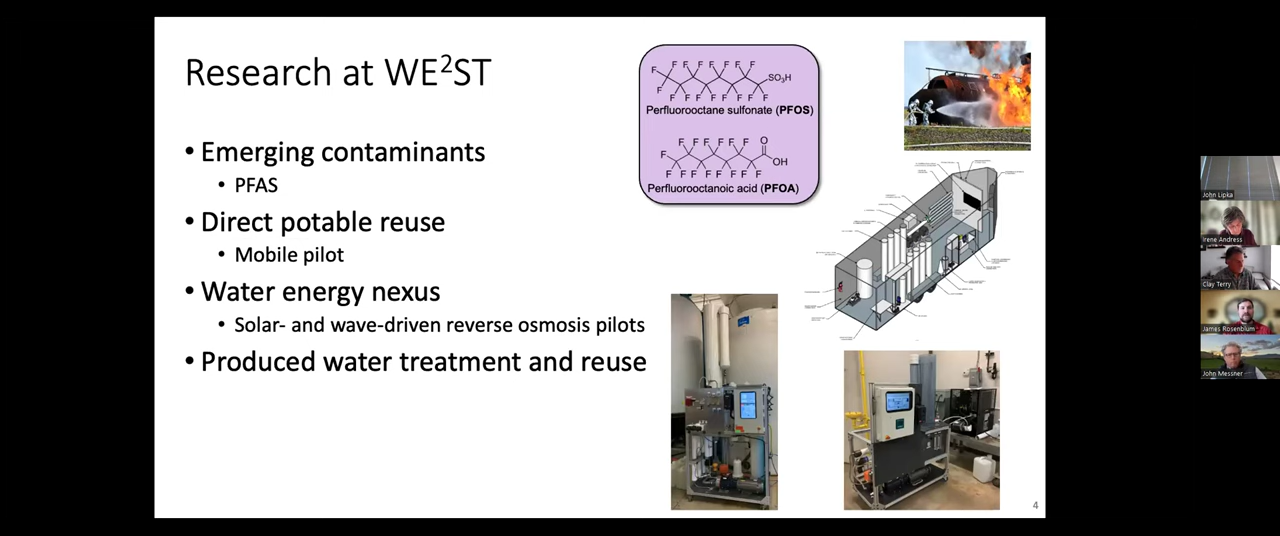 Research at WE²ST
• Emerging contaminants
• PFAS
• Direct potable reuse
• Mobile pilot
• Water energy nexus
• Solar- and wave-driven reverse osmosis pilots
• Produced water treatment and reuse
F F F F F F F F
SO₃H
F F F F F F F F F
Perfluorooctane sulfonate (PFOS)
F F F F F F F O
OH
F F F F F F F F
Perfluorooctanoic acid (PFOA)
4
John Lipka
Irene Andress
Clay Terry
James Rosenblum
John Messner